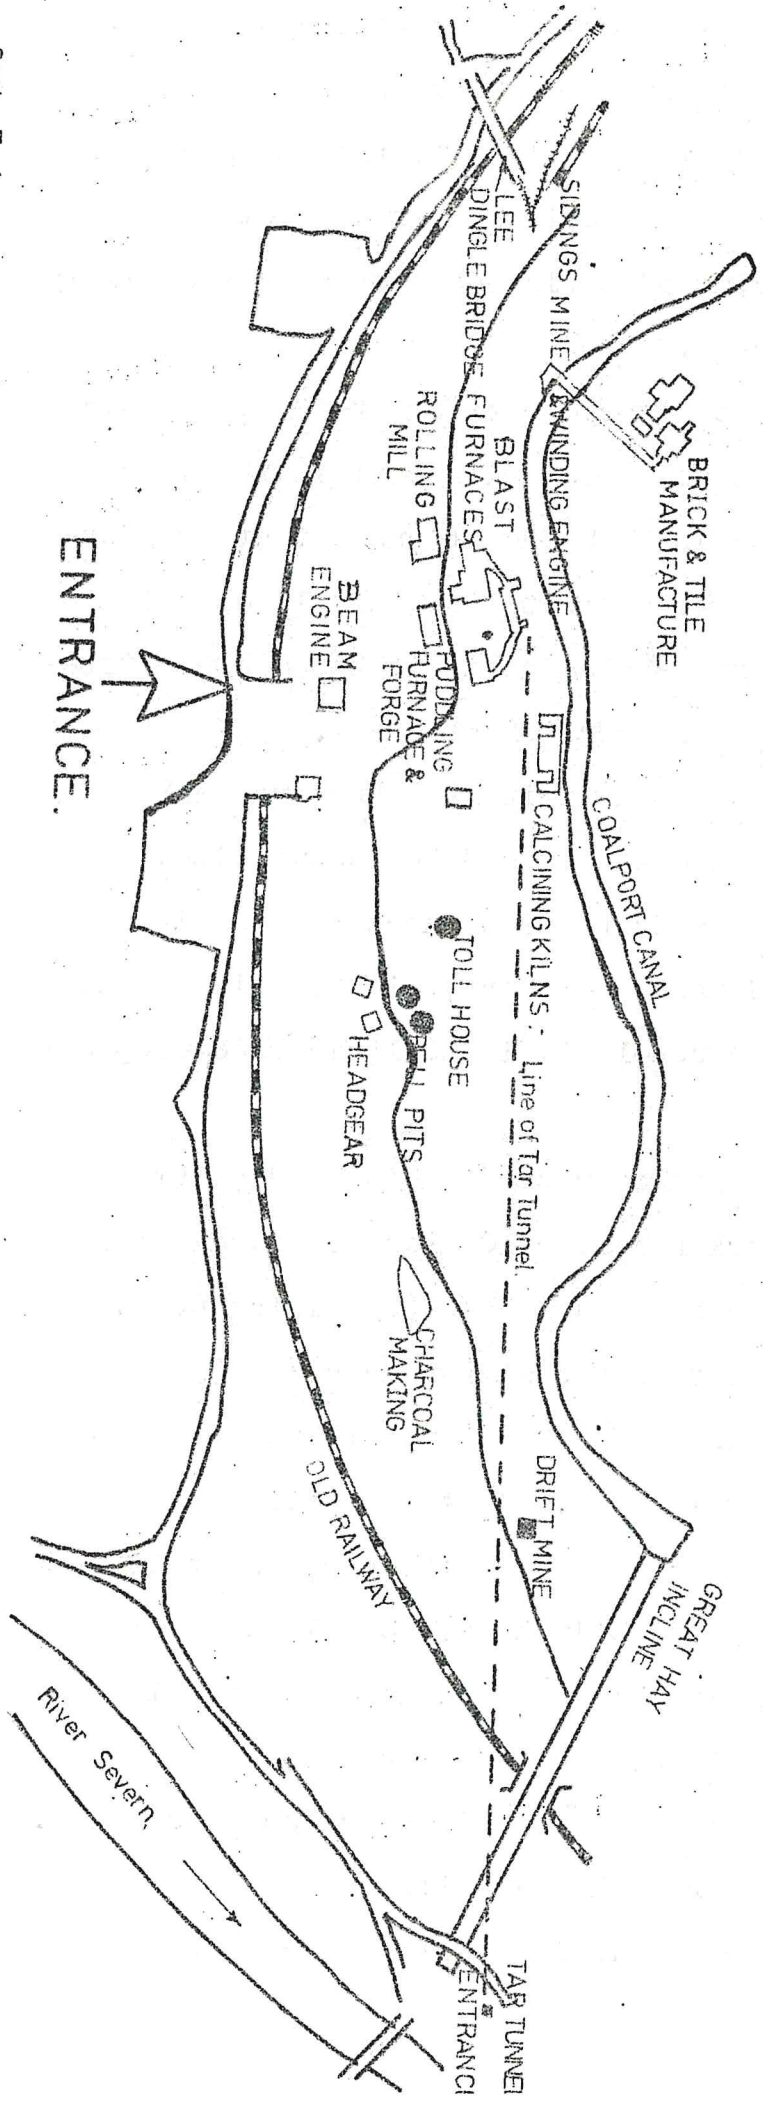 BRICK & TILE
MANUFACTURE
SIDINGS MINE & WINDING ENGINE
LEE
DINGLE BRIDGE
BLAST
FURNACES
ROLLING
MILL
PUDDLING
FURNACE &
FORGE
BEAM
ENGINE
ENTRANCE.
CALCINING KILNS :
COALPORT CANAL
Line of Tar Tunnel.
TOLL HOUSE
BELL PITS
HEADGEAR
CHARCOAL
MAKING
DRIFT MINE
OLD RAILWAY
GREAT HAY
INCLINE
River Severn
TAR TUNNEL
ENTRANC